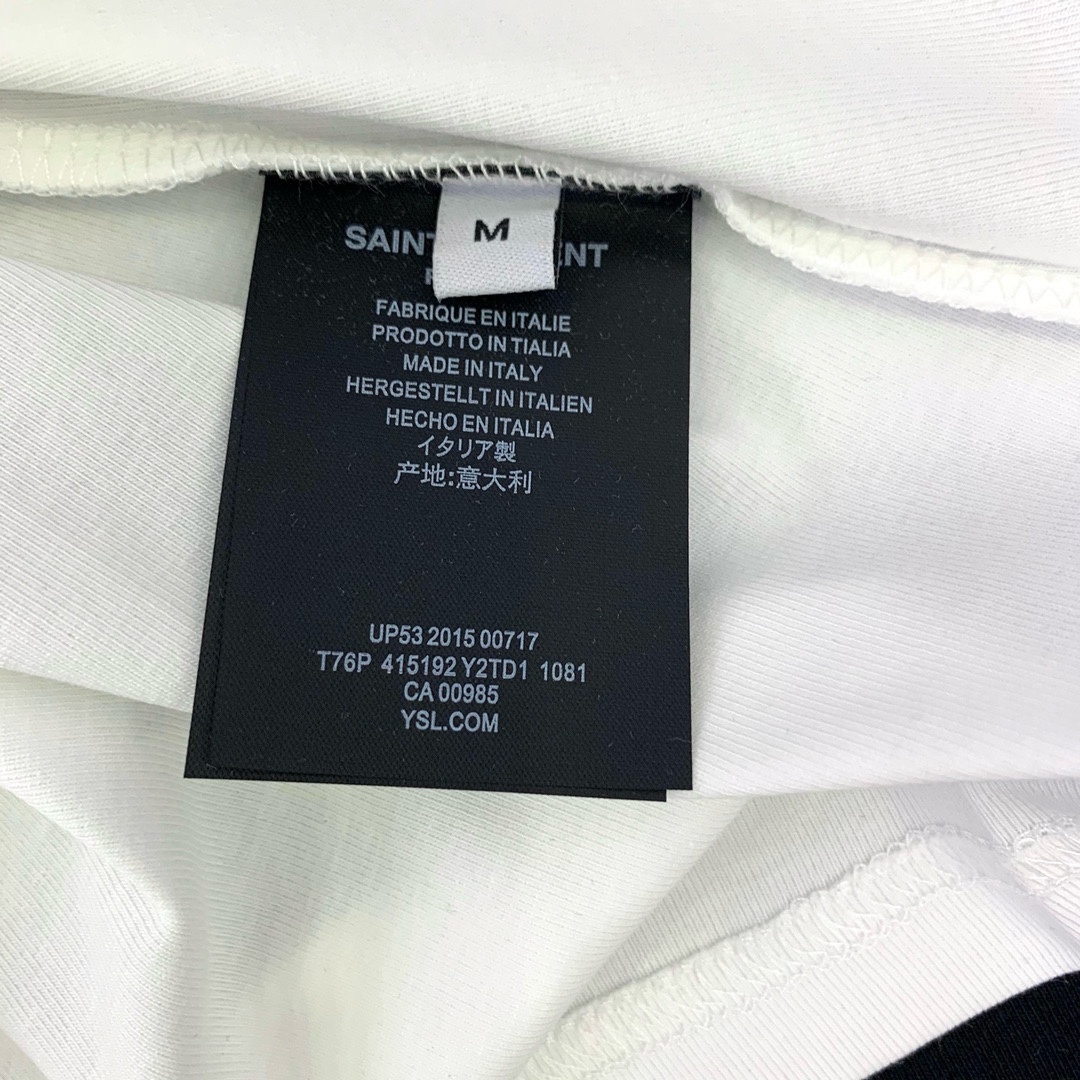 M
SAINT ENT
FABRIQUE EN ITALIE
PRODOTTO IN TIALIA
MADE IN ITALY
HERGESTELLT IN ITALIEN
HECHO EN ITALIA
イタリア製
产地:意大利
UP53 2015 00717
T76P 415192 Y2TD1 1081
CA 00985
YSL.COM